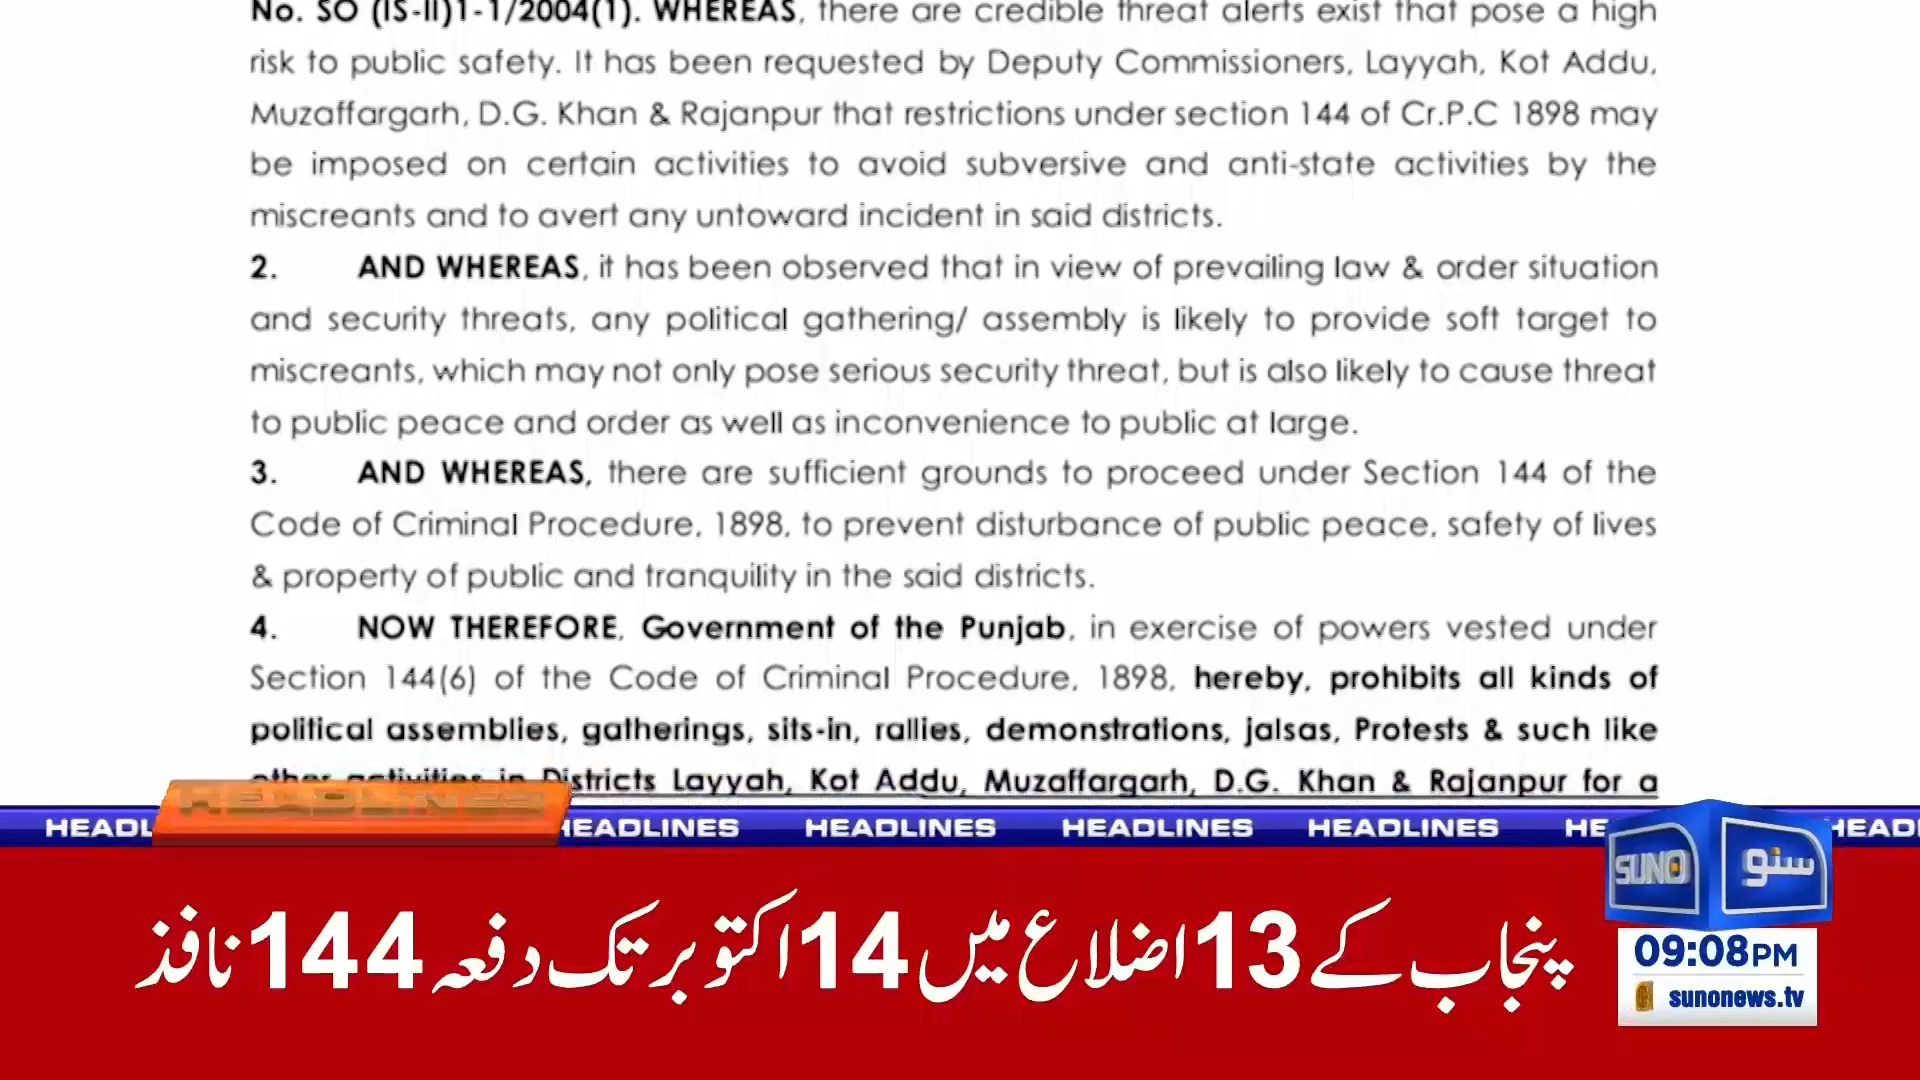 No. SO (IS-II)1-1/2004(1). WHEREAS, there are credible threat alerts exist that pose a high
risk to public safety. It has been requested by Deputy Commissioners, Layyah, Kot Addu,
Muzaffargarh, D.G. Khan & Rajanpur that restrictions under section 144 of Cr.P.C 1898 may
be imposed on certain activities to avoid subversive and anti-state activities by the
miscreants and to avert any untoward incident in said districts.
2. AND WHEREAS, it has been observed that in view of prevailing law & order situation
and security threats, any political gathering/ assembly is likely to provide soft target to
miscreants, which may not only pose serious security threat, but is also likely to cause threat
to public peace and order as well as inconvenience to public at large.
3. AND WHEREAS, there are sufficient grounds to proceed under Section 144 of the
Code of Criminal Procedure, 1898, to prevent disturbance of public peace, safety of lives
& property of public and tranquility in the said districts.
4. NOW THEREFORE, Government of the Punjab, in exercise of powers vested under
Section 144(6) of the Code of Criminal Procedure, 1898, hereby, prohibits all kinds of
political assemblies, gatherings, sits-in, rallies, demonstrations, jalsas, Protests & such like
other activities in Districts Layyah, Kot Addu, Muzaffargarh, D.G. Khan & Rajanpur for a
HEADLINES
HEADL HEADLINES HEADLINES HEADLINES HEADLINES HE HEADL
SUNO سنو
پنجاب کے 13 اضلاع میں 14 اکتوبر تک دفعہ 144 نافذ
09:08PM
sunonews.tv